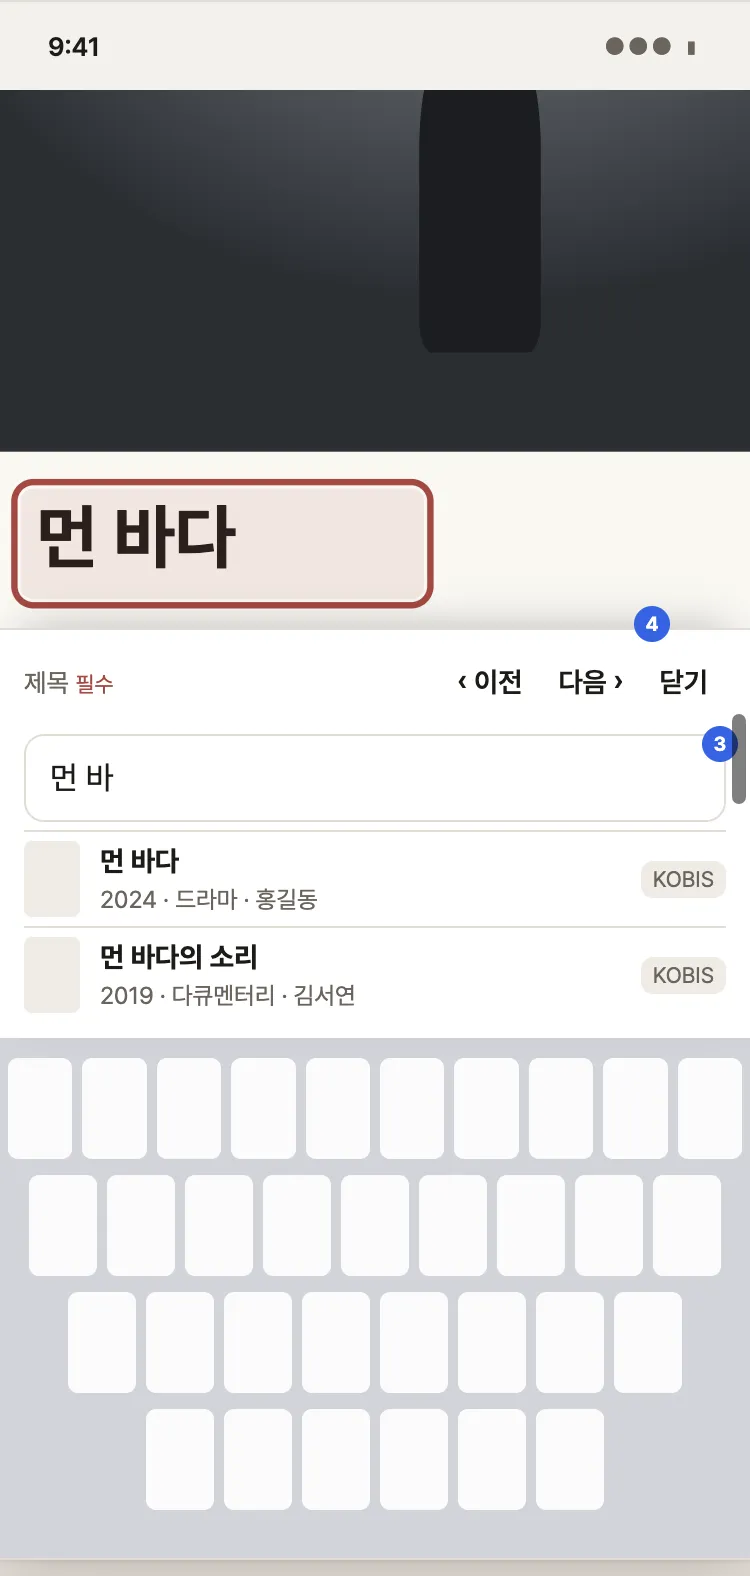 9:41
먼 바다
4
제목 필수 ‹ 이전 다음 › 닫기
3
먼 바
먼 바다
2024 · 드라마 · 홍길동 KOBIS
먼 바다의 소리
2019 · 다큐멘터리 · 김서연 KOBIS